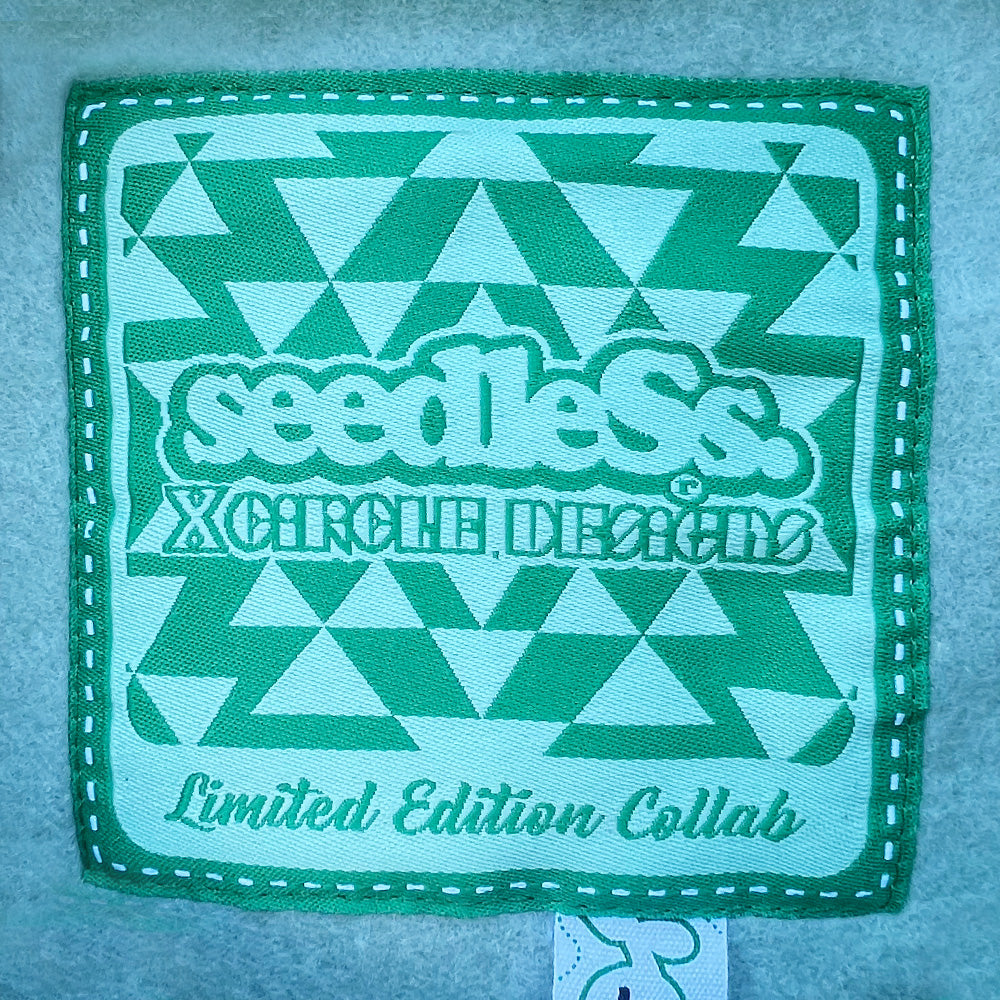 seedless.
r
X CIRCLE DESIGNS
Limited Edition Collab